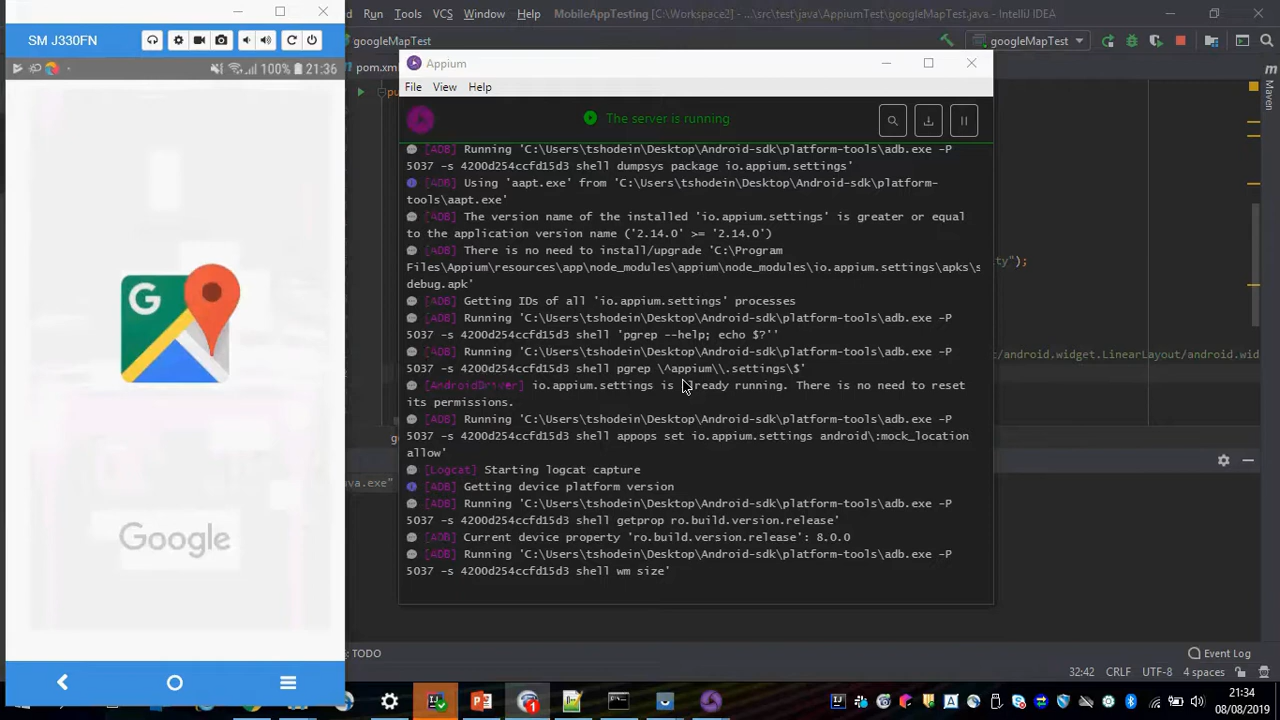 SM J330FN
100% 21:36
G
Google
Run Tools VCS Window Help MobileAppTesting [C:\Workspace2] - ...\src\test\java\AppiumTest\googleMapTest.java - IntelliJ IDEA
googleMapTest
googleMapTest
pom.xm
pu
Maven
Appium
File View Help
The server is running
[ADB] Running 'C:\Users\tshodein\Desktop\Android-sdk\platform-tools\adb.exe -P
5037 -s 4200d254ccfd15d3 shell dumpsys package io.appium.settings'
[ADB] Using 'aapt.exe' from 'C:\Users\tshodein\Desktop\Android-sdk\platform-
tools\aapt.exe'
[ADB] The version name of the installed 'io.appium.settings' is greater or equal
to the application version name ('2.14.0' >= '2.14.0')
[ADB] There is no need to install/upgrade 'C:\Program
Files\Appium\resources\app\node_modules\appium\node_modules\io.appium.settings\apks\s
debug.apk'
[ADB] Getting IDs of all 'io.appium.settings' processes
[ADB] Running 'C:\Users\tshodein\Desktop\Android-sdk\platform-tools\adb.exe -P
5037 -s 4200d254ccfd15d3 shell 'pgrep --help; echo $?''
[ADB] Running 'C:\Users\tshodein\Desktop\Android-sdk\platform-tools\adb.exe -P
5037 -s 4200d254ccfd15d3 shell pgrep \^appium\\.settings\$'
[AndroidDriver] io.appium.settings is already running. There is no need to reset
its permissions.
[ADB] Running 'C:\Users\tshodein\Desktop\Android-sdk\platform-tools\adb.exe -P
5037 -s 4200d254ccfd15d3 shell appops set io.appium.settings android\:mock_location
allow'
[Logcat] Starting logcat capture
[ADB] Getting device platform version
[ADB] Running 'C:\Users\tshodein\Desktop\Android-sdk\platform-tools\adb.exe -P
5037 -s 4200d254ccfd15d3 shell getprop ro.build.version.release'
[ADB] Current device property 'ro.build.version.release': 8.0.0
[ADB] Running 'C:\Users\tshodein\Desktop\Android-sdk\platform-tools\adb.exe -P
5037 -s 4200d254ccfd15d3 shell wm size'
ty");
/android.widget.LinearLayout/android.wid
go
ava.exe"
TODO
Event Log
32:42 CRLF UTF-8 4 spaces
21:34
08/08/2019